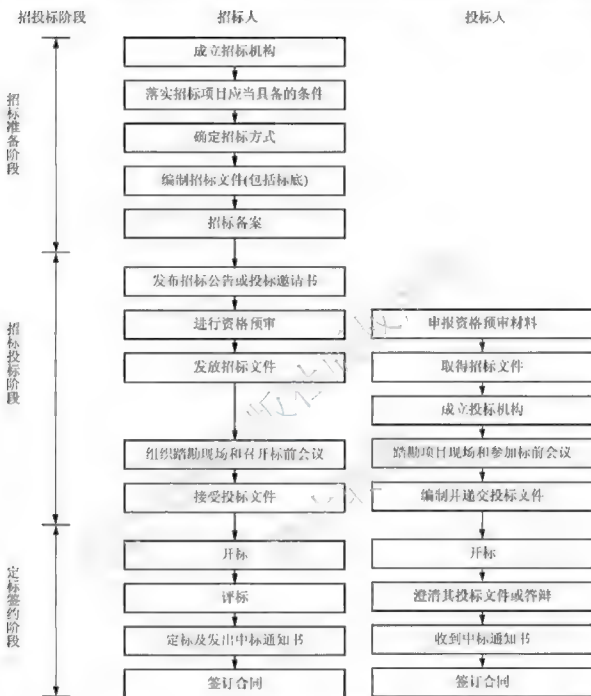 招投标阶段 招标人 投标人
成立招标机构
落实招标项目应当具备的条件
确定招标方式
编制招标文件(包括标底)
招标备案
招标准备阶段
发布招标公告或投标邀请书
进行资格预审 申报资格预审材料
发放招标文件 取得招标文件
成立投标机构
组织踏勘现场和召开标前会议 踏勘项目现场和参加标前会议
接受投标文件 编制并递交投标文件
招标投标阶段
开标 开标
评标 澄清其投标文件或答辩
定标及发出中标通知书 收到中标通知书
签订合同 签订合同
定标签约阶段